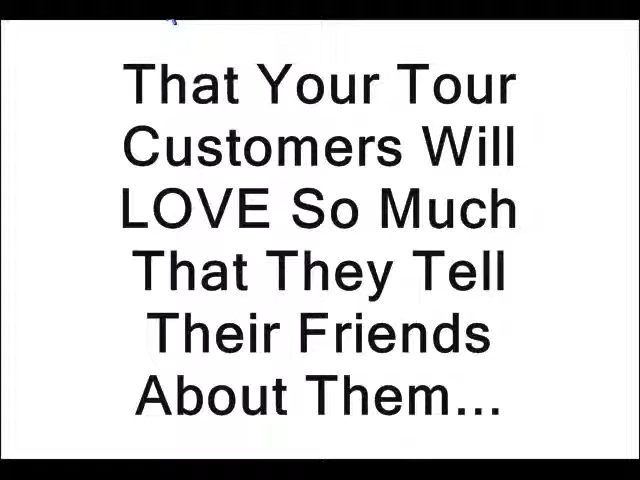 That Your Tour
Customers Will
LOVE So Much
That They Tell
Their Friends
About Them...